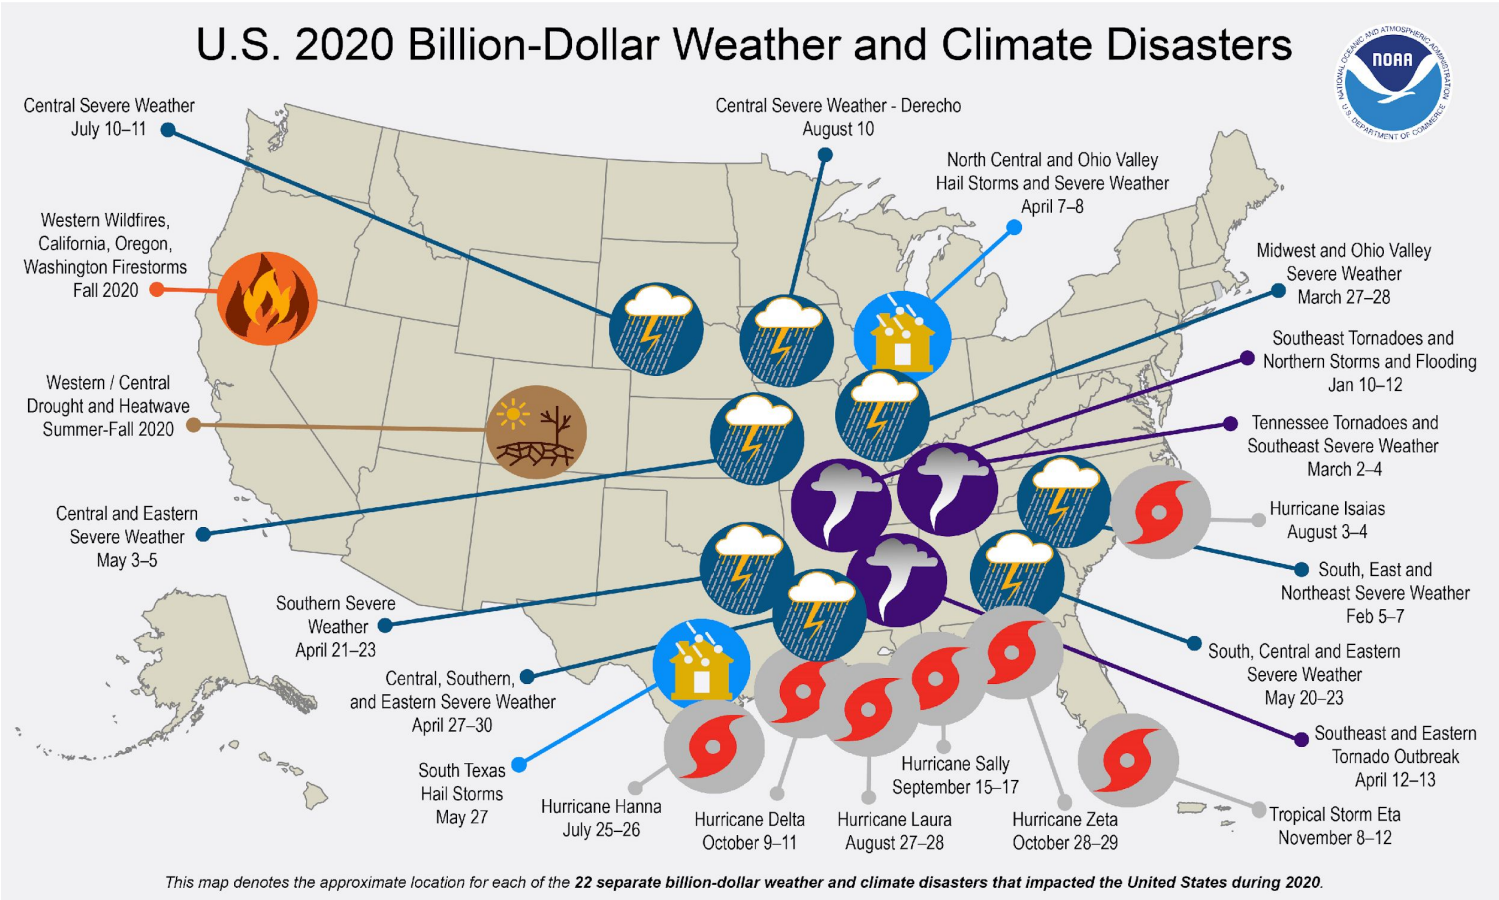 U.S. 2020 Billion-Dollar Weather and Climate Disasters
NATIONAL OCEANIC AND ATMOSPHERIC ADMINISTRATION
NOAA
U.S. DEPARTMENT OF COMMERCE
Central Severe Weather
July 10–11
Central Severe Weather - Derecho
August 10
North Central and Ohio Valley
Hail Storms and Severe Weather
April 7–8
Western Wildfires,
California, Oregon,
Washington Firestorms
Fall 2020
Midwest and Ohio Valley
Severe Weather
March 27–28
Southeast Tornadoes and
Northern Storms and Flooding
Jan 10–12
Western / Central
Drought and Heatwave
Summer-Fall 2020
Tennessee Tornadoes and
Southeast Severe Weather
March 2–4
Central and Eastern
Severe Weather
May 3–5
Hurricane Isaias
August 3–4
South, East and
Northeast Severe Weather
Feb 5–7
Southern Severe
Weather
April 21–23
South, Central and Eastern
Severe Weather
May 20–23
Central, Southern,
and Eastern Severe Weather
April 27–30
Southeast and Eastern
Tornado Outbreak
April 12–13
South Texas
Hail Storms
May 27
Hurricane Hanna
July 25–26
Hurricane Delta
October 9–11
Hurricane Laura
August 27–28
Hurricane Sally
September 15–17
Hurricane Zeta
October 28–29
Tropical Storm Eta
November 8–12
This map denotes the approximate location for each of the 22 separate billion-dollar weather and climate disasters that impacted the United States during 2020.